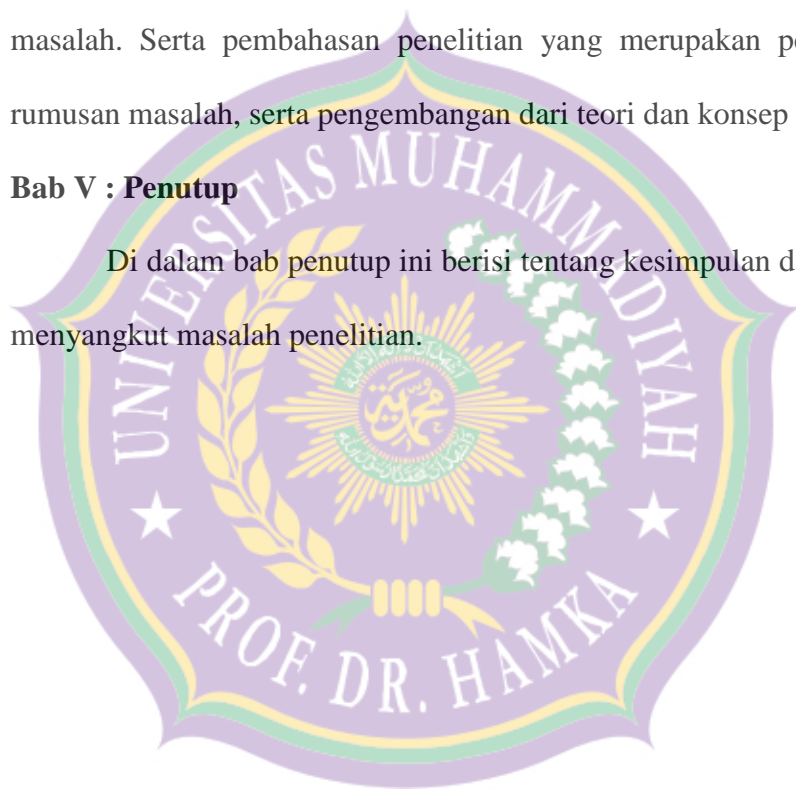 masalah. Serta pembahasan penelitian yang merupakan
rumusan masalah, serta pengembangan dari teori dan konsep
Bab V : Penutup
Di dalam bab penutup ini berisi tentang kesimpulan
menyangkut masalah penelitian.
UNIVERSITAS MUHAMMADIYAH
محمدية
PROF. DR. HAMKA